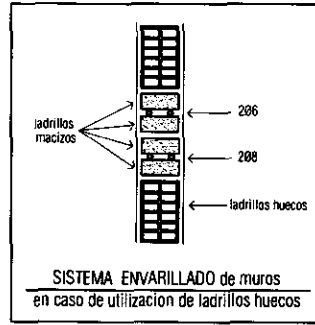 ladrillos
macizos
206
208
ladrillos huecos
SISTEMA ENVARILLADO de muros
en caso de utilizacion de ladrillos huecos